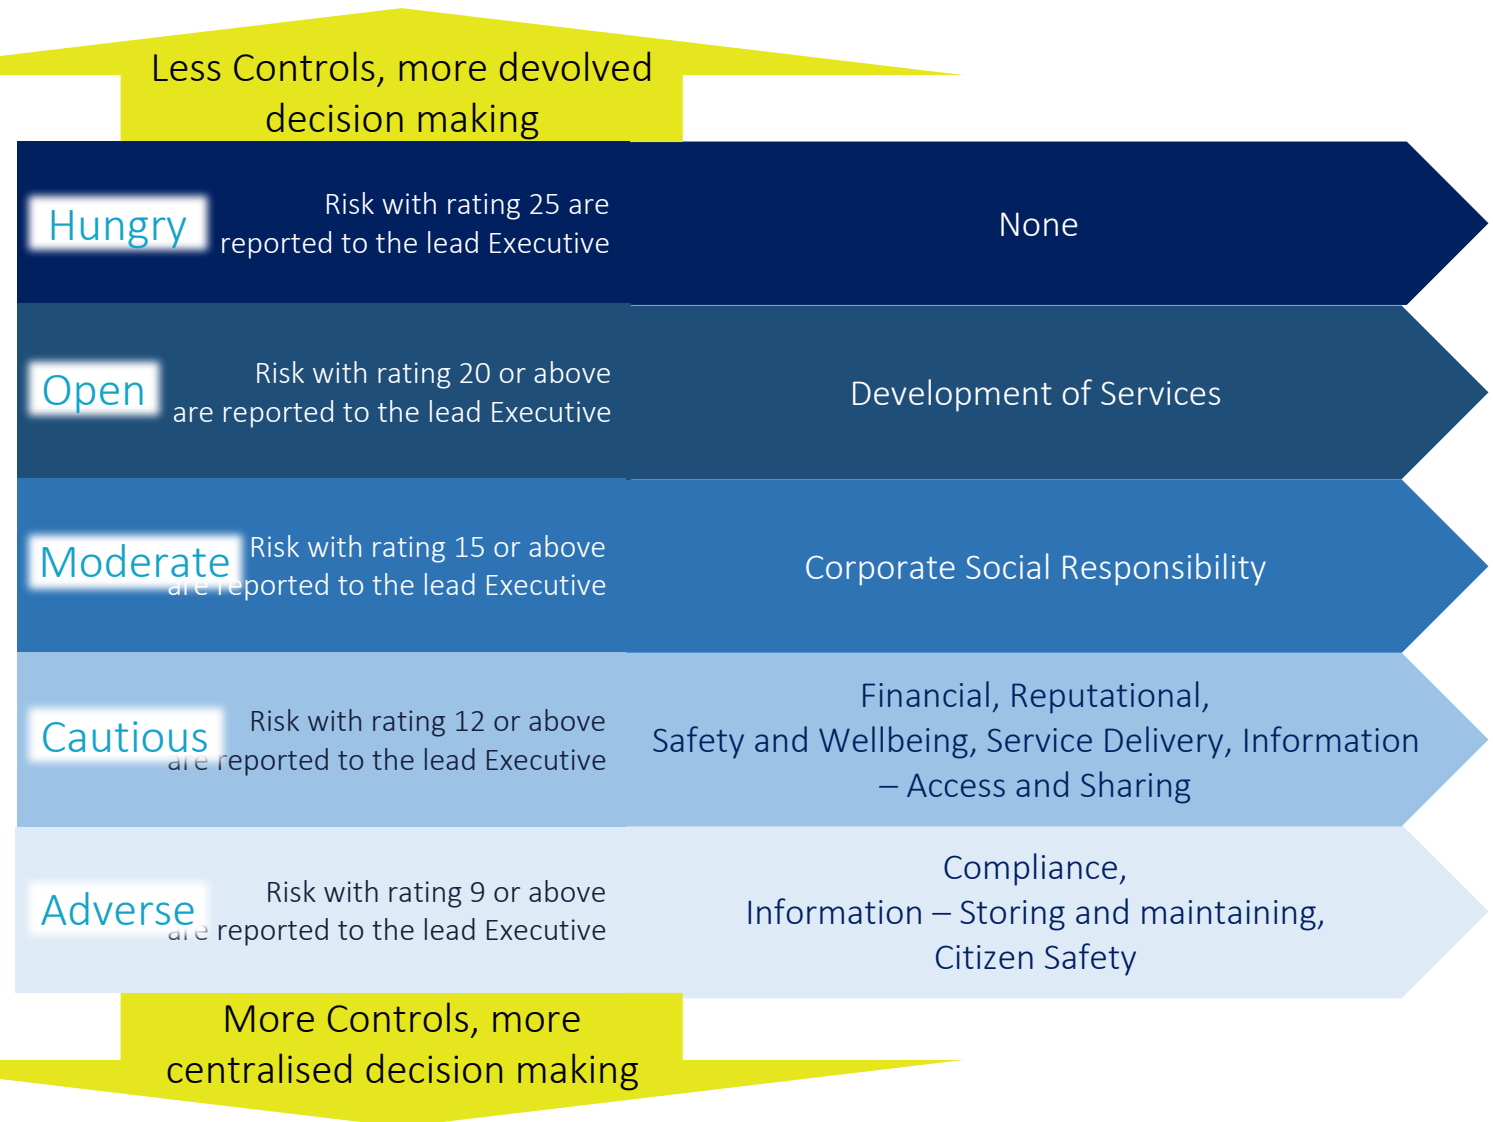 Less Controls, more devolved
decision making
Hungry
Risk with rating 25 are
reported to the lead Executive
None
Open
Risk with rating 20 or above
are reported to the lead Executive
Development of Services
Moderate
Risk with rating 15 or above
are reported to the lead Executive
Corporate Social Responsibility
Cautious
Risk with rating 12 or above
are reported to the lead Executive
Financial, Reputational,
Safety and Wellbeing, Service Delivery, Information
– Access and Sharing
Adverse
Risk with rating 9 or above
are reported to the lead Executive
Compliance,
Information – Storing and maintaining,
Citizen Safety
More Controls, more
centralised decision making